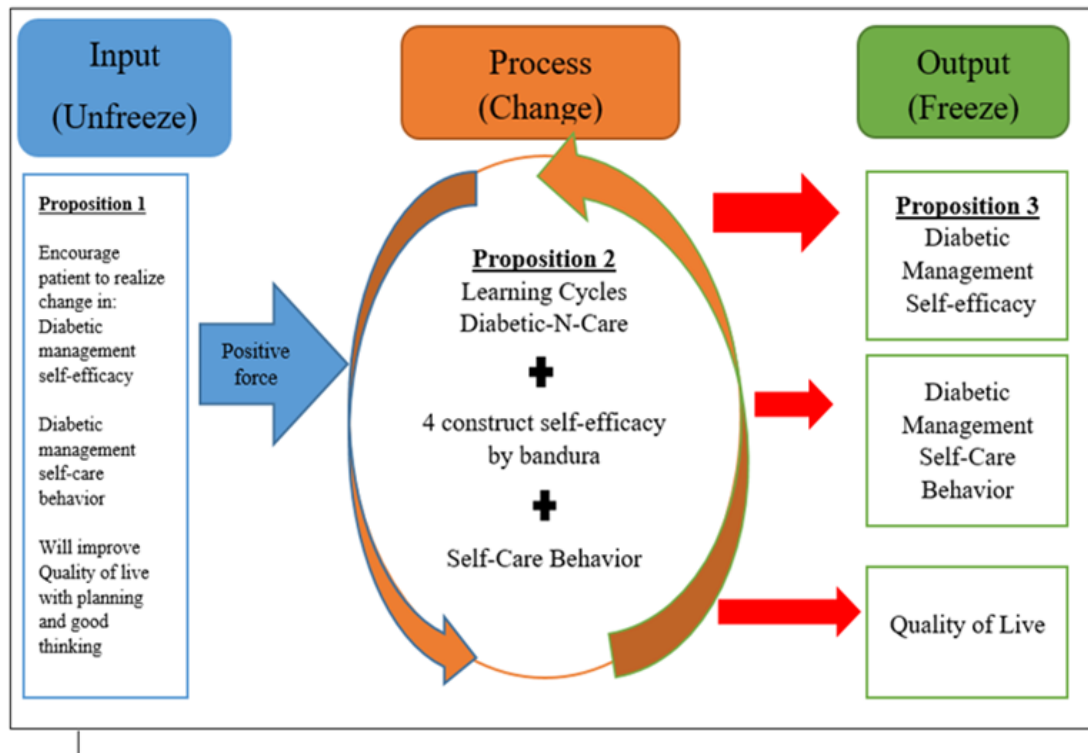 Input
(Unfreeze)
Process
(Change)
Output
(Freeze)
Proposition 1
Encourage
patient to realize
change in:
Diabetic
management
self-efficacy
Diabetic
management
self-care
behavior
Will improve
Quality of live
with planning
and good
thinking
Positive
force
Proposition 2
Learning Cycles
Diabetic-N-Care
4 construct self-efficacy
by bandura
Self-Care Behavior
Proposition 3
Diabetic
Management
Self-efficacy
Diabetic
Management
Self-Care
Behavior
Quality of Live